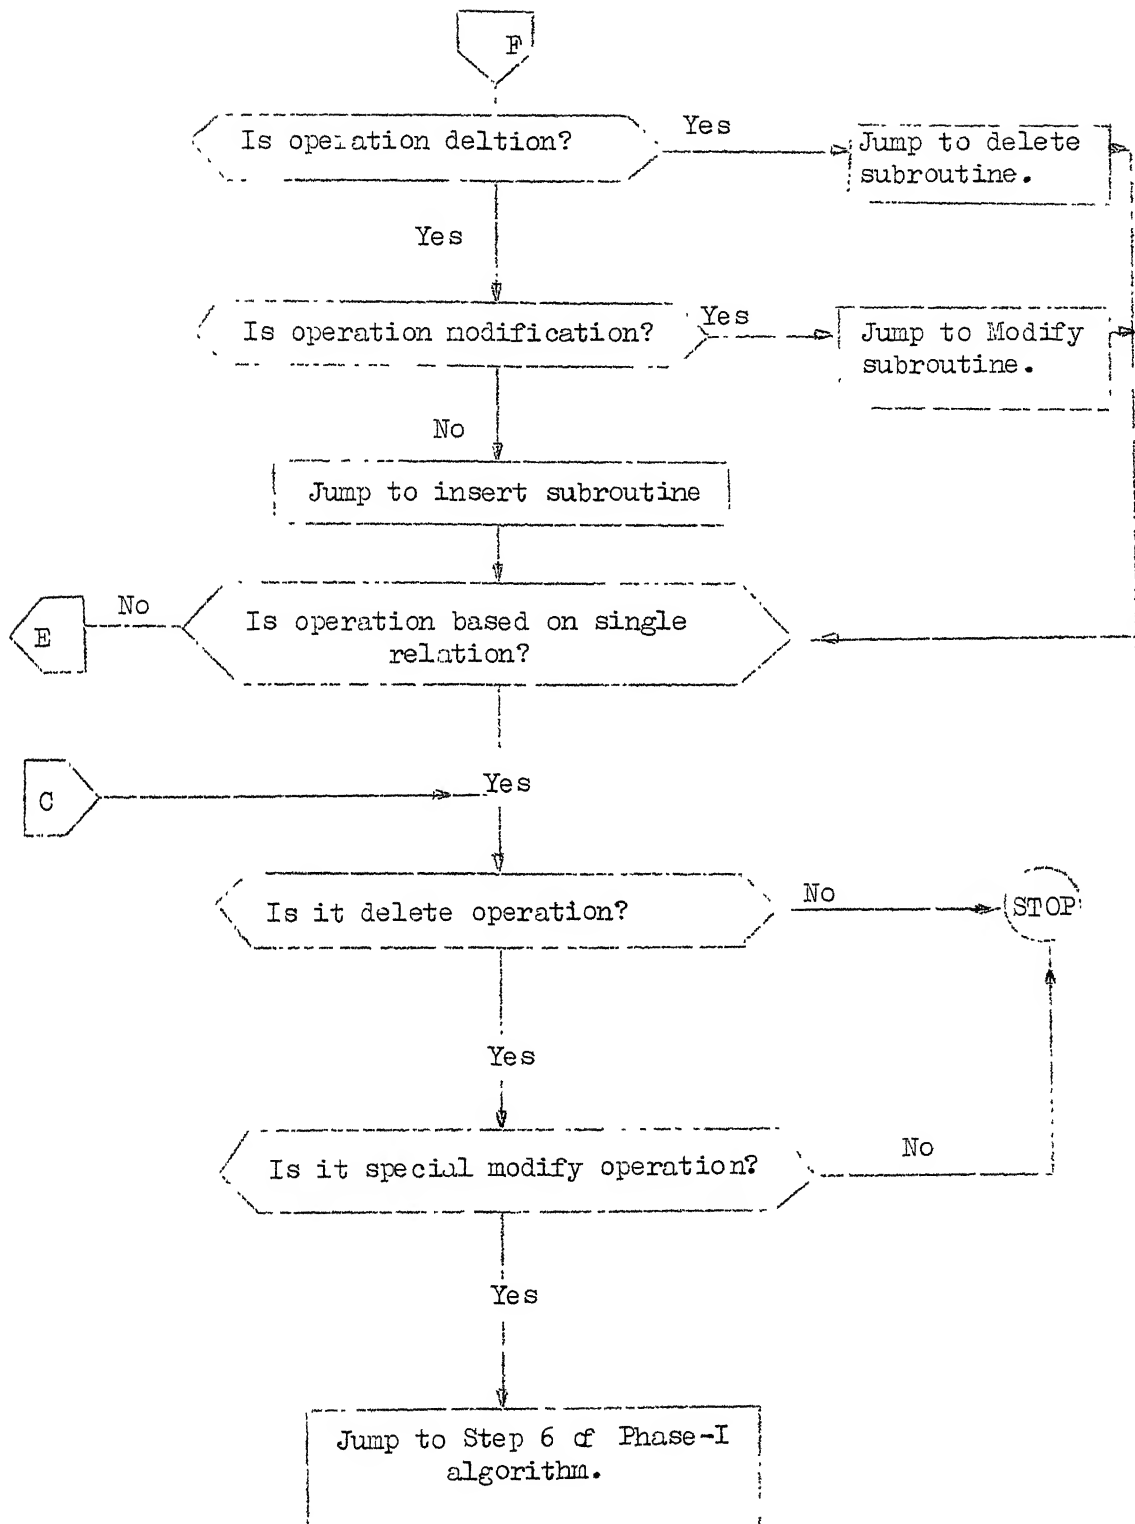 F
Is operation deltion?
Yes
Jump to delete
subroutine.
Yes
Is operation modification?
Yes
Jump to Modify
subroutine.
No
Jump to insert subroutine
E
No
Is operation based on single
relation?
C
Yes
Is it delete operation?
No
STOP
Yes
Is it special modify operation?
No
Yes
Jump to Step 6 of Phase-I
algorithm.